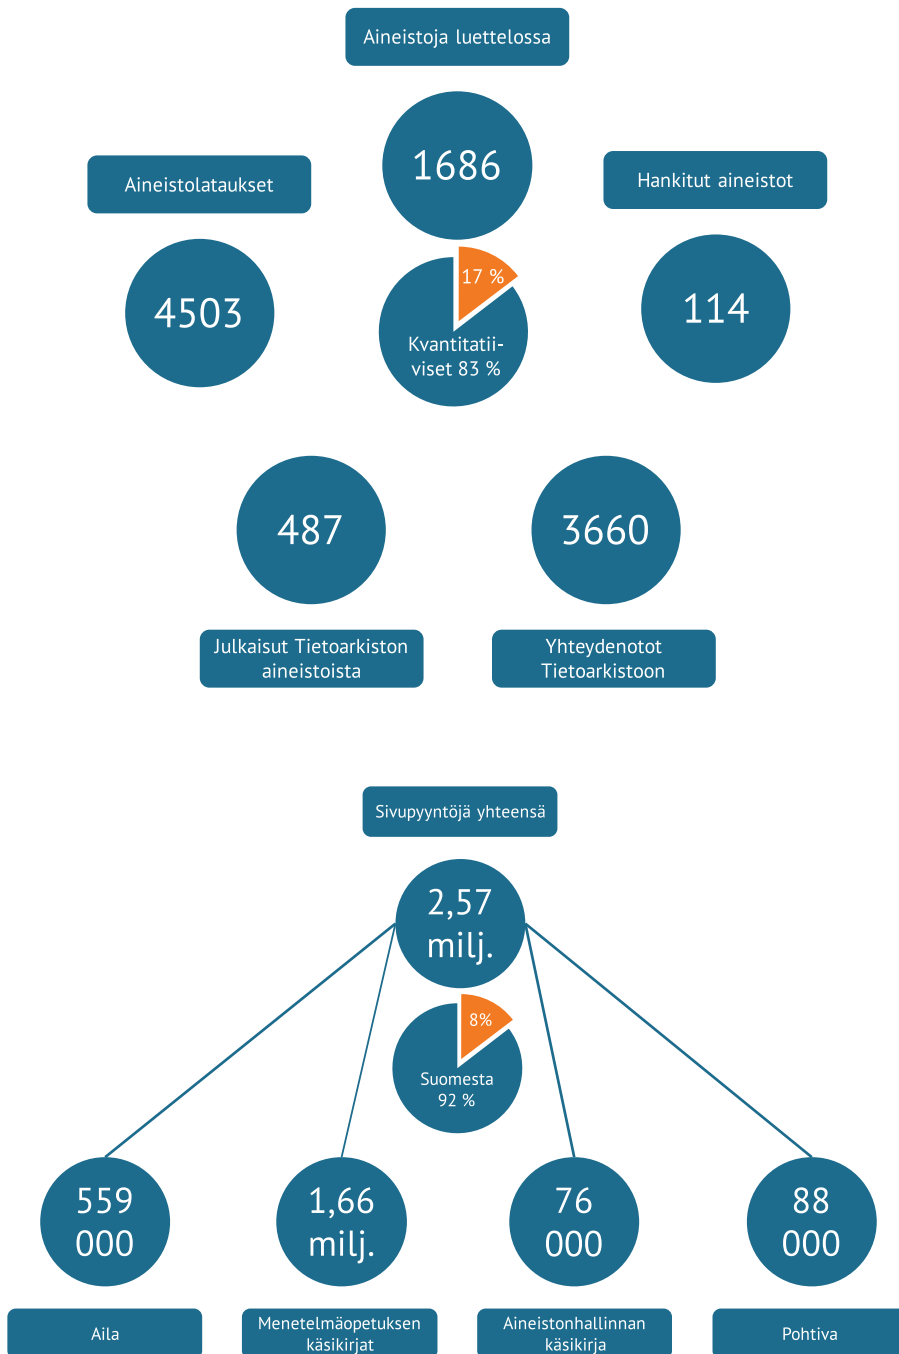 Aineistoja luettelossa
1686
17 %
Kvantitatii-
viset 83 %
Aineistolataukset
4503
Hankitut aineistot
114
487
Julkaisut Tietoarkiston
aineistoista
3660
Yhteydenotot
Tietoarkistoon
Sivupyyntöjä yhteensä
2,57
milj.
8%
Suomesta
92 %
559
000
Aila
1,66
milj.
Menetelmäopetuksen
käsikirjat
76
000
Aineistonhallinnan
käsikirja
88
000
Pohtiva